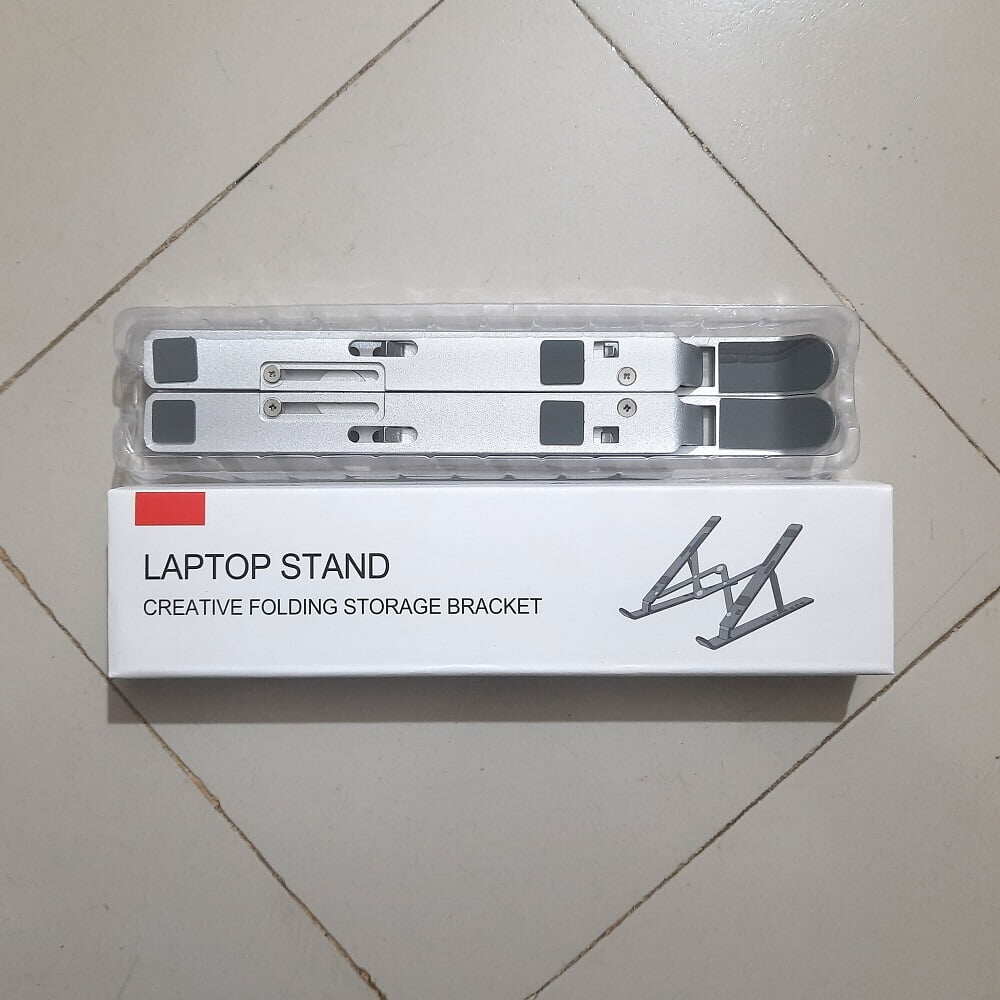 LAPTOP STAND
CREATIVE FOLDING STORAGE BRACKET